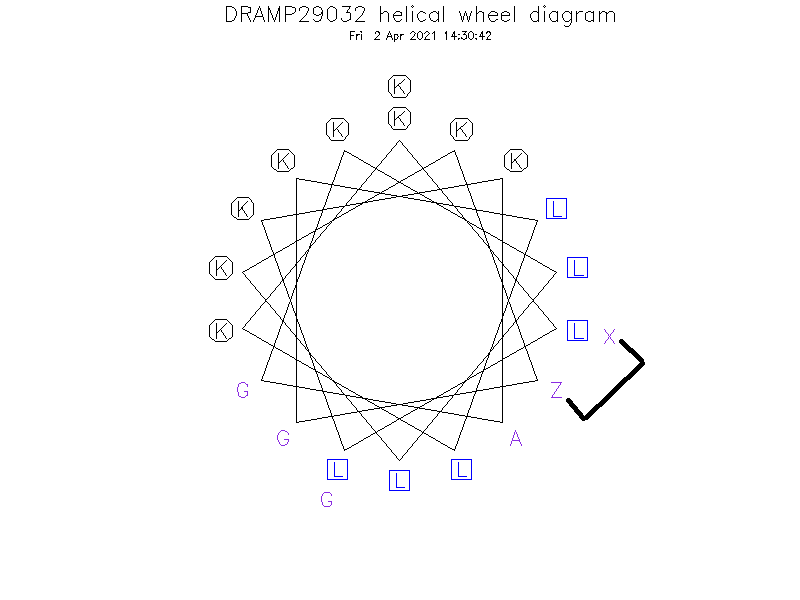 DRAMP29032 helical wheel diagram
Fri 2 Apr 2021 14:30:42
K
K
K K
K K
K L
K L
K L X
G Z
G A
L L L
G